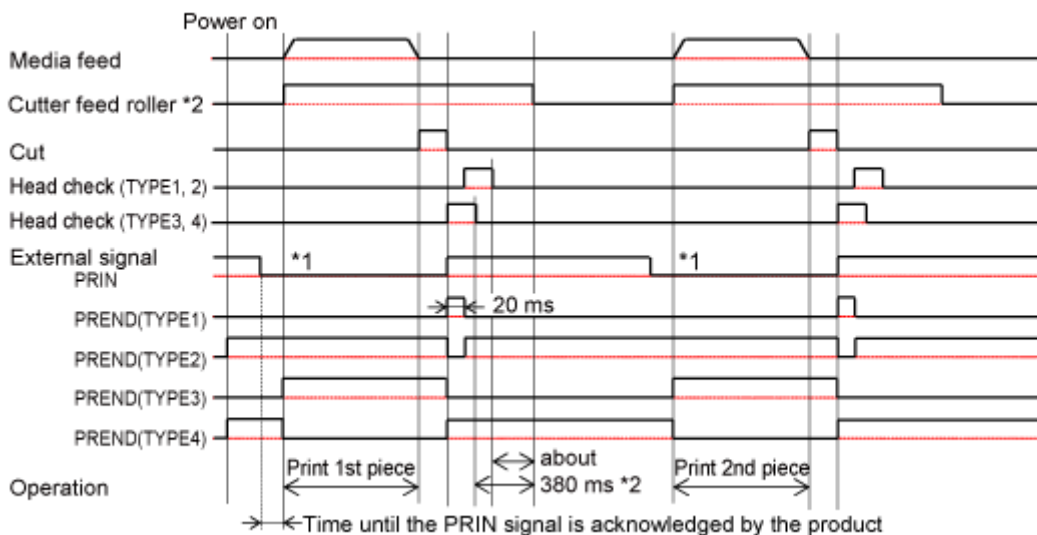 Power on
Media feed
Cutter feed roller *2
Cut
Head check (TYPE1, 2)
Head check (TYPE3, 4)
External signal
PRIN
*1
*1
20 ms
PREND(TYPE1)
PREND(TYPE2)
PREND(TYPE3)
PREND(TYPE4)
Operation
Print 1st piece
about
380 ms *2
Print 2nd piece
Time until the PRIN signal is acknowledged by the product